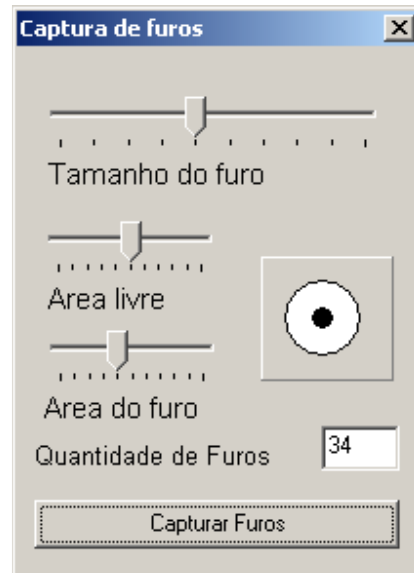 Captura de furos
Tamanho do furo
Area livre
Area do furo
Quantidade de Furos 34
Capturar Furos